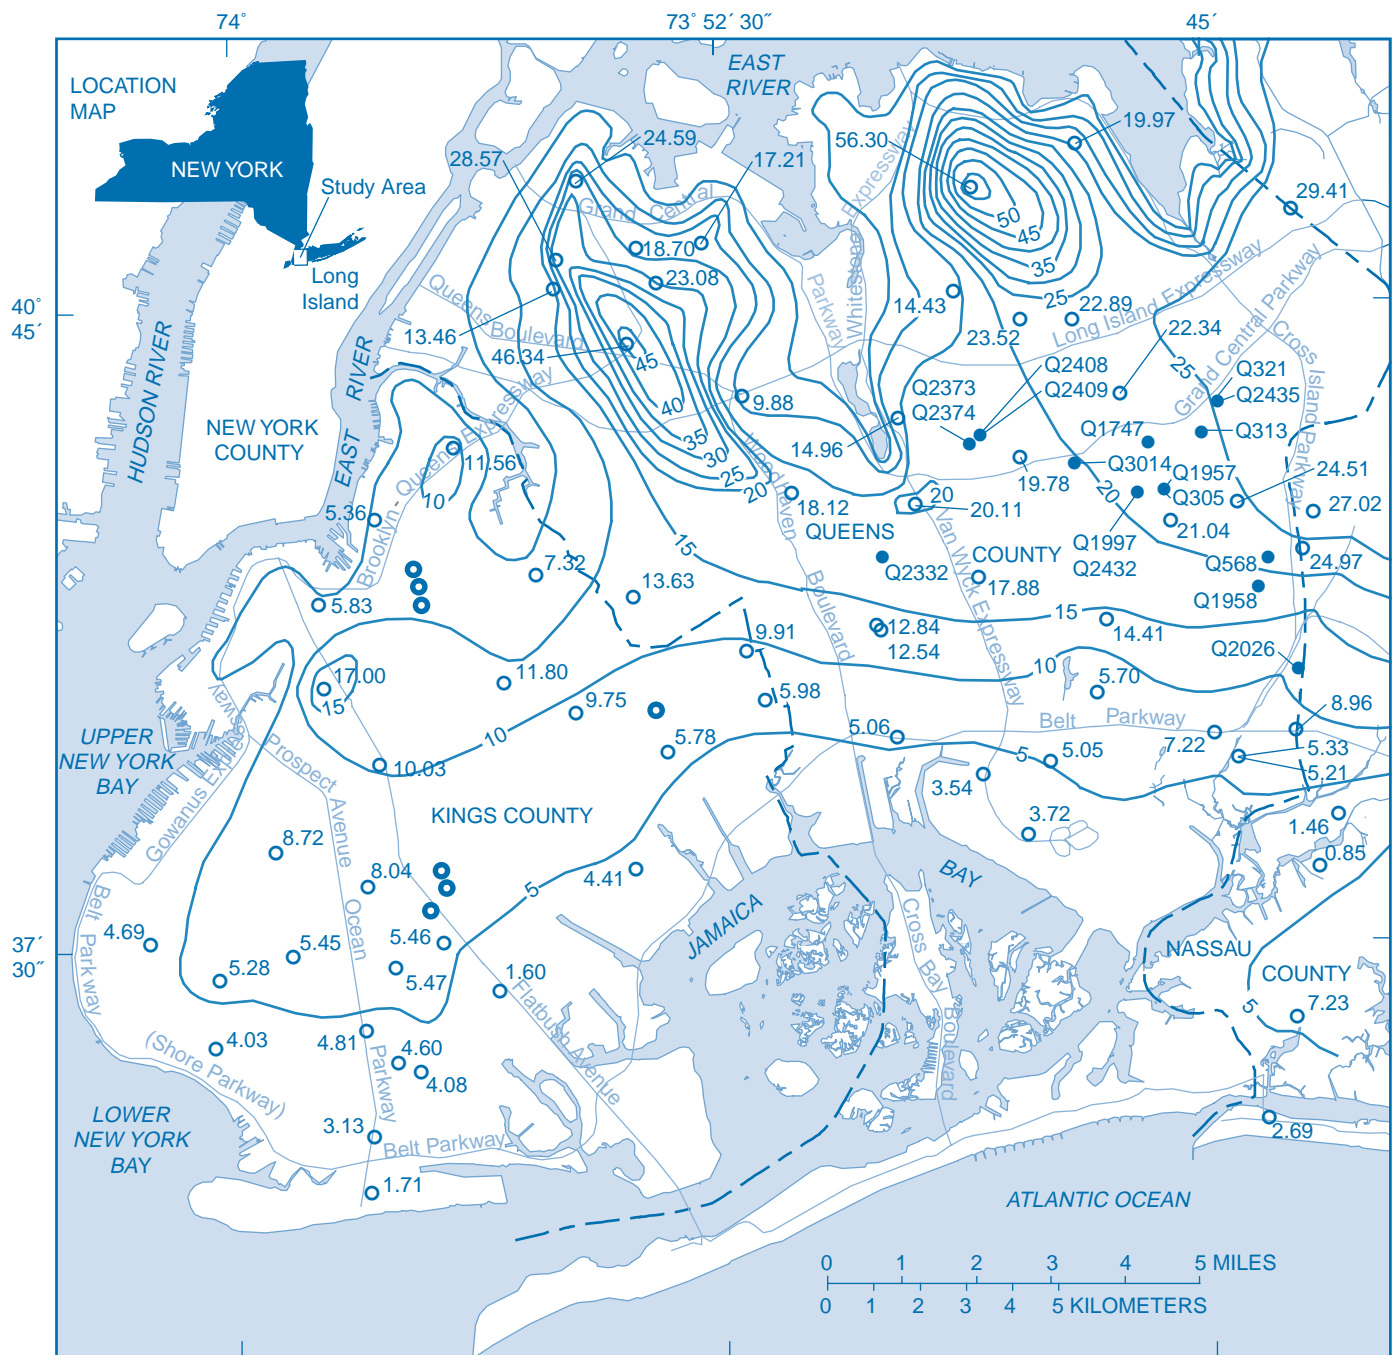 74°
73° 52´ 30˝
45´
LOCATION
MAP
EAST
RIVER
NEW YORK
Study Area
Long
Island
28.57
24.59
17.21
56.30
Expressway
19.97
29.41
Grand Central
18.70
23.08
50
45
35
25
Parkway
Whitestone
14.43
23.52
22.89
Long Island Expressway
Grand Central Parkway
Cross Island Parkway
22.34
25
40°
45´
HUDSON RIVER
EAST RIVER
Queens
Boulevard
13.46
46.34
45
40
35
30
25
20
9.88
Q2373
Q2374
Q2408
Q2409
Q321
Q2435
NEW YORK
COUNTY
Brooklyn - Queens Expressway
11.56
10
5.36
14.96
Woodhaven
Boulevard
18.12
QUEENS
COUNTY
20
20.11
19.78
20
Q1747
Q3014
Q313
Q1957
Q305
24.51
27.02
21.04
Q1997
Q2432
Q568
24.97
Q1958
15
7.32
13.63
Q2332
Van Wyck Expressway
17.88
5.83
15
14.41
12.84
12.54
9.91
10
Q2026
17.00
15
11.80
9.75
5.98
5.70
8.96
10
5.78
5.06
Belt Parkway
7.22
5.33
5.21
UPPER
NEW YORK
BAY
Gowanus Expressway
Prospect Avenue
10.03
5
5.05
3.54
3.72
1.46
0.85
KINGS COUNTY
8.72
8.04
5
4.41
JAMAICA
BAY
Cross Bay Boulevard
Belt Parkway
Ocean
Parkway
4.69
37´
30˝
5.45
5.46
5.28
5.47
1.60
Flatbush Avenue
NASSAU
COUNTY
5
7.23
4.03
4.81
4.60
4.08
(Shore Parkway)
LOWER
NEW YORK
BAY
3.13
Belt Parkway
2.69
1.71
ATLANTIC OCEAN
0 1 2 3 4 5 MILES
0 1 2 3 4 5 KILOMETERS